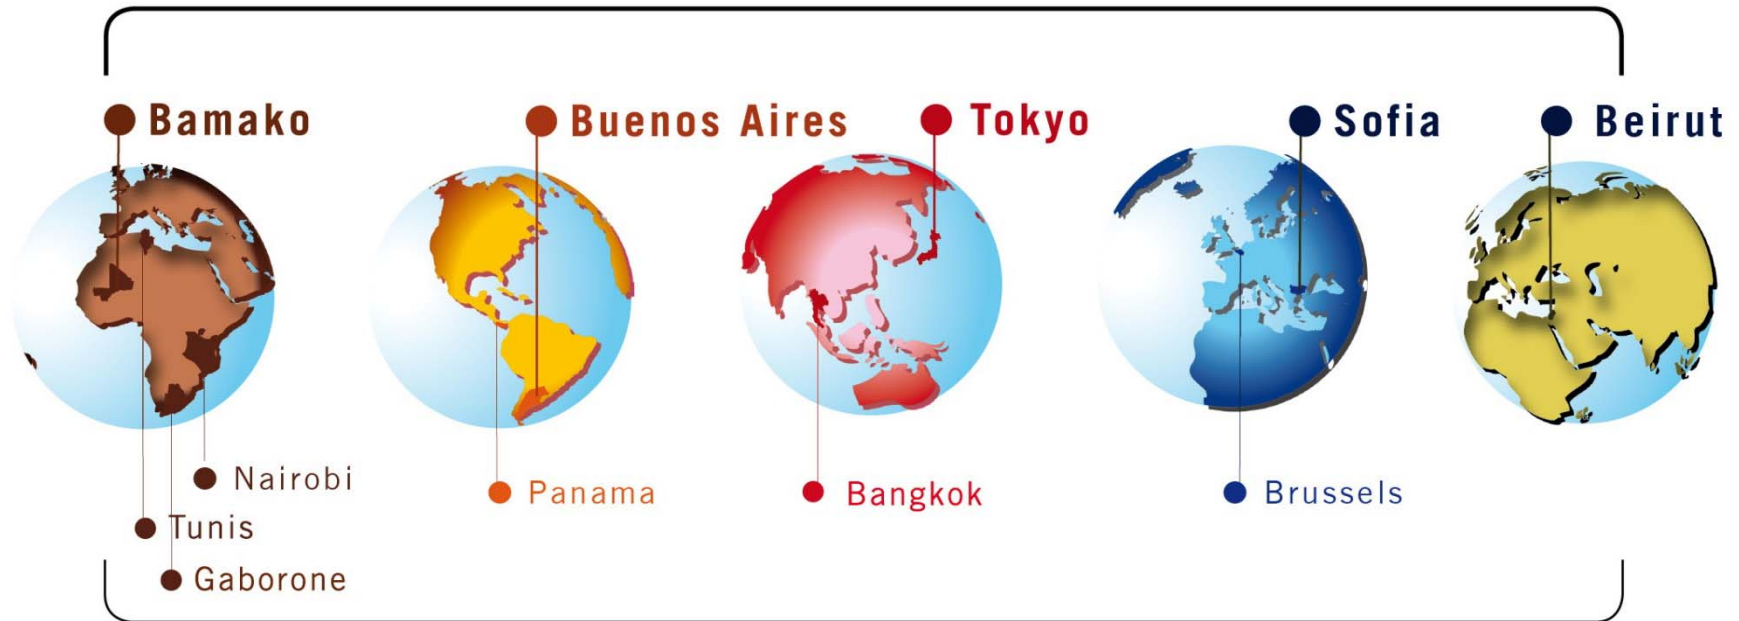 Bamako
Buenos Aires
Tokyo
Sofia
Beirut
Nairobi
Panama
Bangkok
Brussels
Tunis
Gaborone